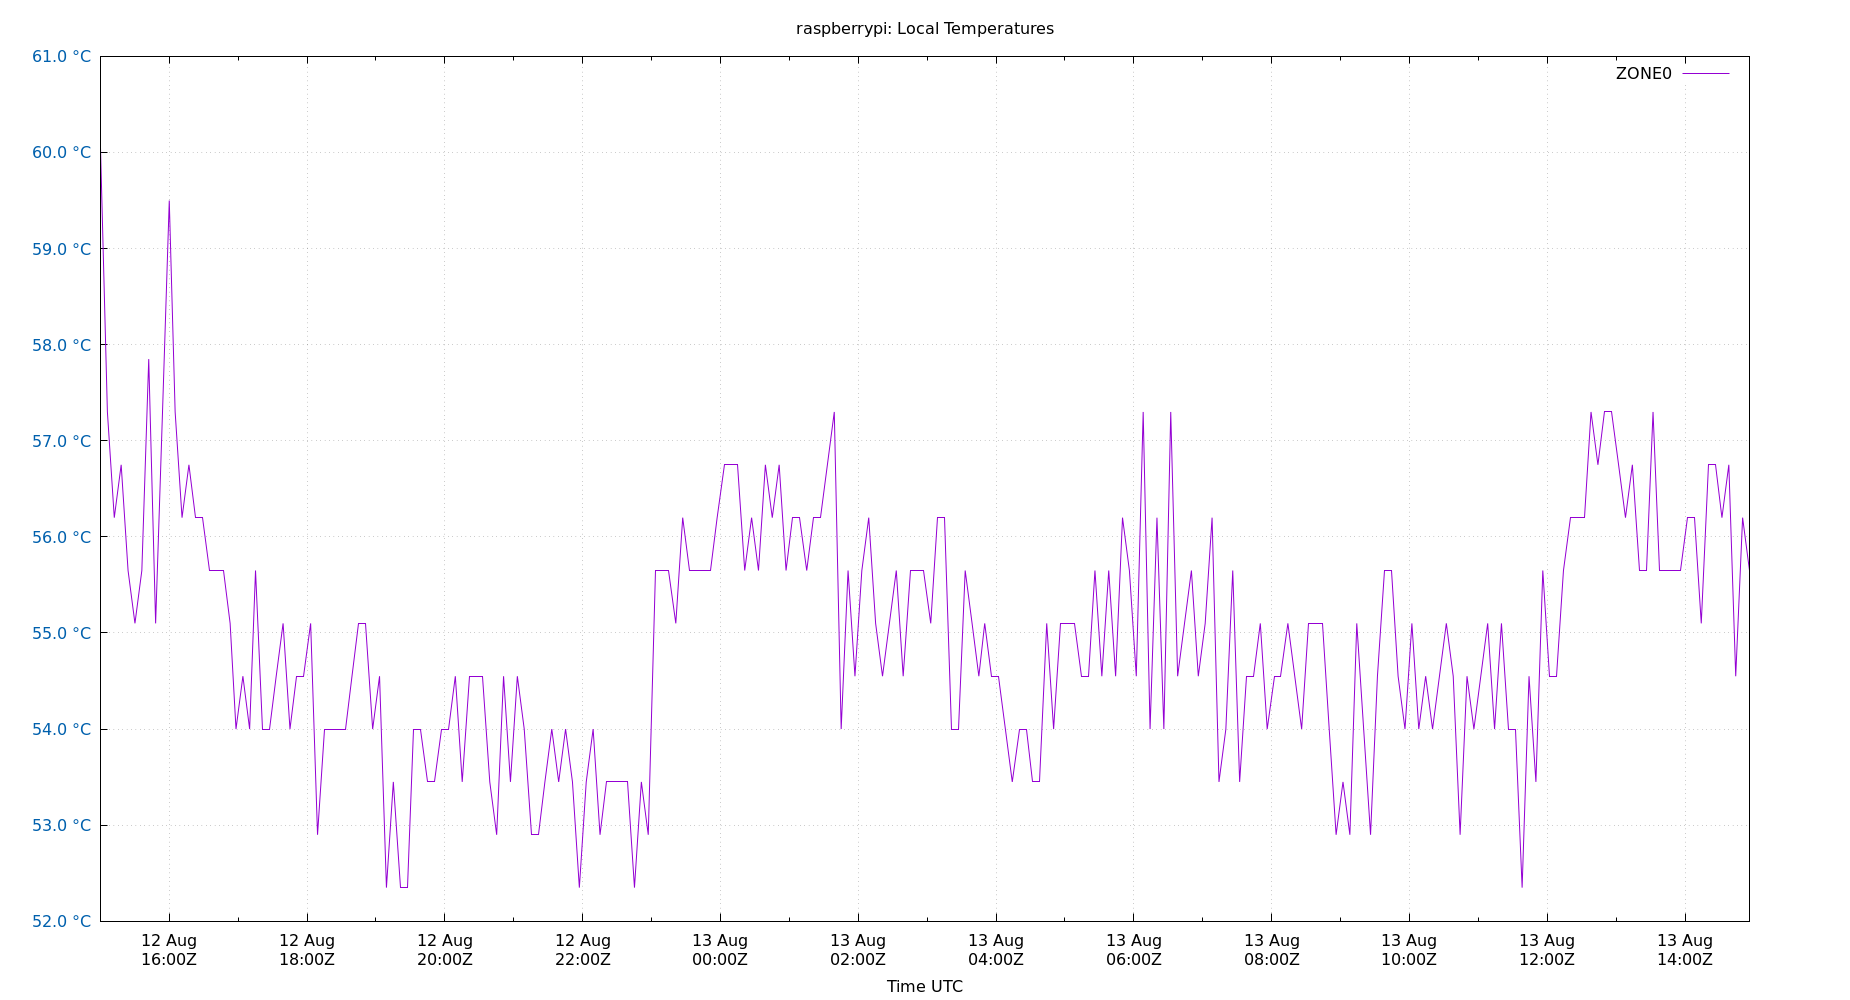 raspberrypi: Local Temperatures
61.0 °C
ZONE0
60.0 °C
59.0 °C
58.0 °C
57.0 °C
56.0 °C
55.0 °C
54.0 °C
53.0 °C
52.0 °C
12 Aug 12 Aug 12 Aug 12 Aug 13 Aug 13 Aug 13 Aug 13 Aug 13 Aug 13 Aug 13 Aug 13 Aug
16:00Z 18:00Z 20:00Z 22:00Z 00:00Z 02:00Z 04:00Z 06:00Z 08:00Z 10:00Z 12:00Z 14:00Z
Time UTC